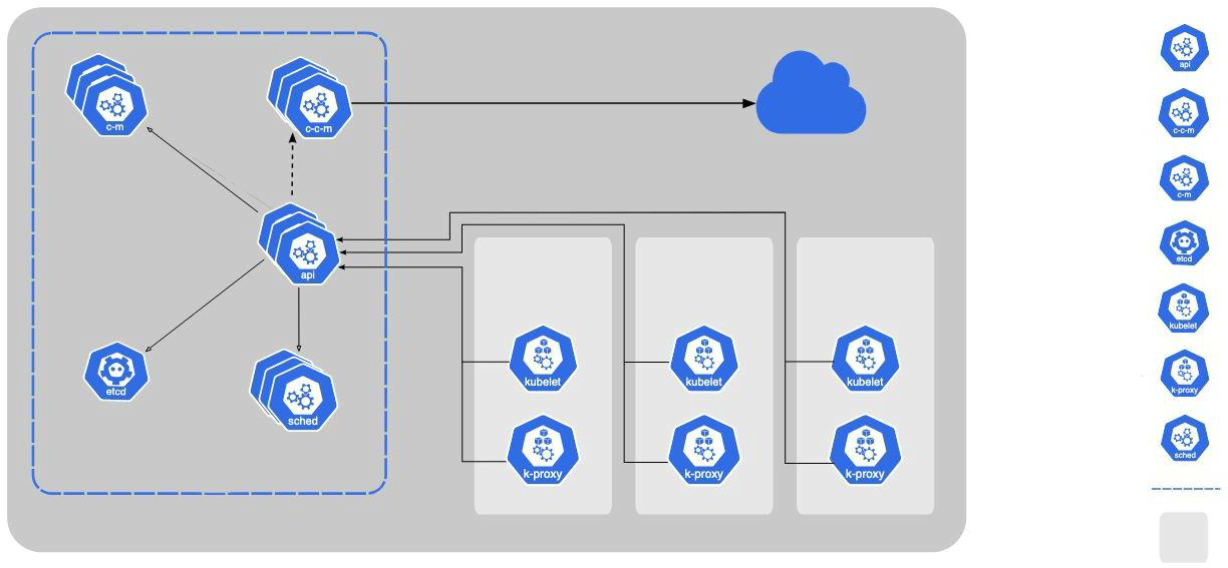 c-m
c-c-m
api
etcd
sched
kubelet
kubelet
kubelet
k-proxy
k-proxy
k-proxy
api
c-c-m
c-m
etcd
kubelet
k-proxy
sched